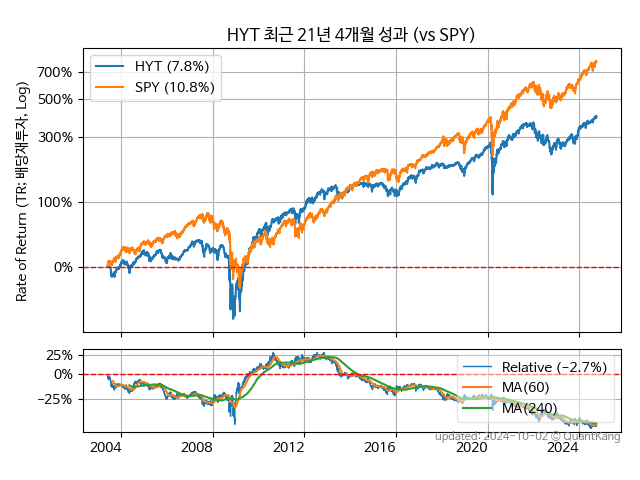 HYT 최근 21년 4개월 성과 (vs SPY)
HYT (7.8%)
SPY (10.8%)
700%
500%
300%
100%
0%
Rate of Return (TR: 배당재투자, Log)
25%
0%
−25%
Relative (−2.7%)
MA(60)
MA(240)
2004
2008
2012
2016
2020
2024
updated: 2024-10-02 © QuantKang